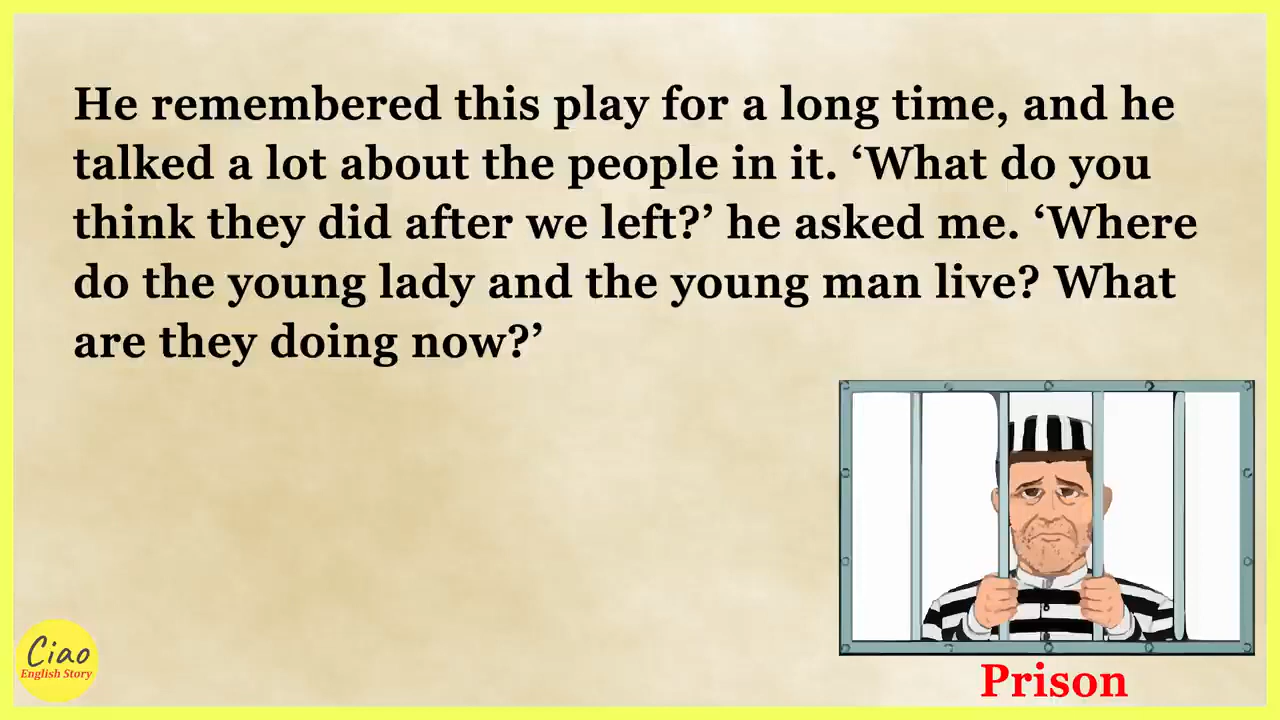 He remembered this play for a long time, and he
talked a lot about the people in it. ‘What do you
think they did after we left?’ he asked me. ‘Where
do the young lady and the young man live? What
are they doing now?’
Ciao
English Story
Prison